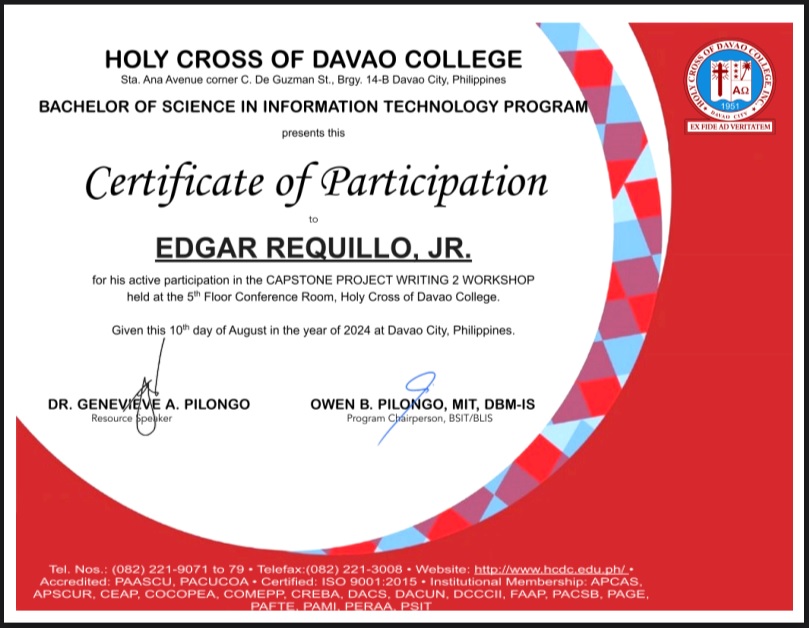 HOLY CROSS OF DAVAO COLLEGE
Sta. Ana Avenue corner C. De Guzman St., Brgy. 14-B Davao City, Philippines
BACHELOR OF SCIENCE IN INFORMATION TECHNOLOGY PROGRAM
presents this
Certificate of Participation
to
EDGAR REQUILLO, JR.
for his active participation in the CAPSTONE PROJECT WRITING 2 WORKSHOP
held at the 5th Floor Conference Room, Holy Cross of Davao College.
Given this 10th day of August in the year of 2024 at Davao City, Philippines.
DR. GENEVIEVE A. PILONGO
Resource Speaker
OWEN B. PILONGO, MIT, DBM-IS
Program Chairperson, BSIT/BLIS
HOLY CROSS OF DAVAO COLLEGE, INC.
ΑΩ
1951
DAVAO CITY
EX FIDE AD VERITATEM
Tel. Nos.: (082) 221-9071 to 79 • Telefax:(082) 221-3008 • Website: http://www.hcdc.edu.ph/ •
Accredited: PAASCU, PACUCOA • Certified: ISO 9001:2015 • Institutional Membership: APCAS,
APSCUR, CEAP, COCOPEA, COMEPP, CREBA, DACS, DACUN, DCCCII, FAAP, PACSB, PAGE,
PAFTE, PAMI, PERAA, PSIT